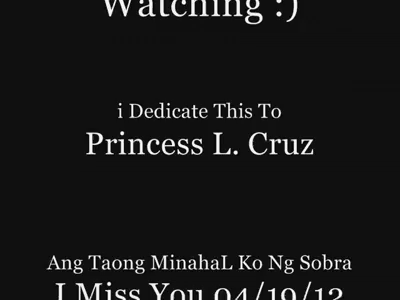 Watching :)
i Dedicate This To
Princess L. Cruz
Ang Taong MinahaL Ko Ng Sobra
I Miss You 04/19/12